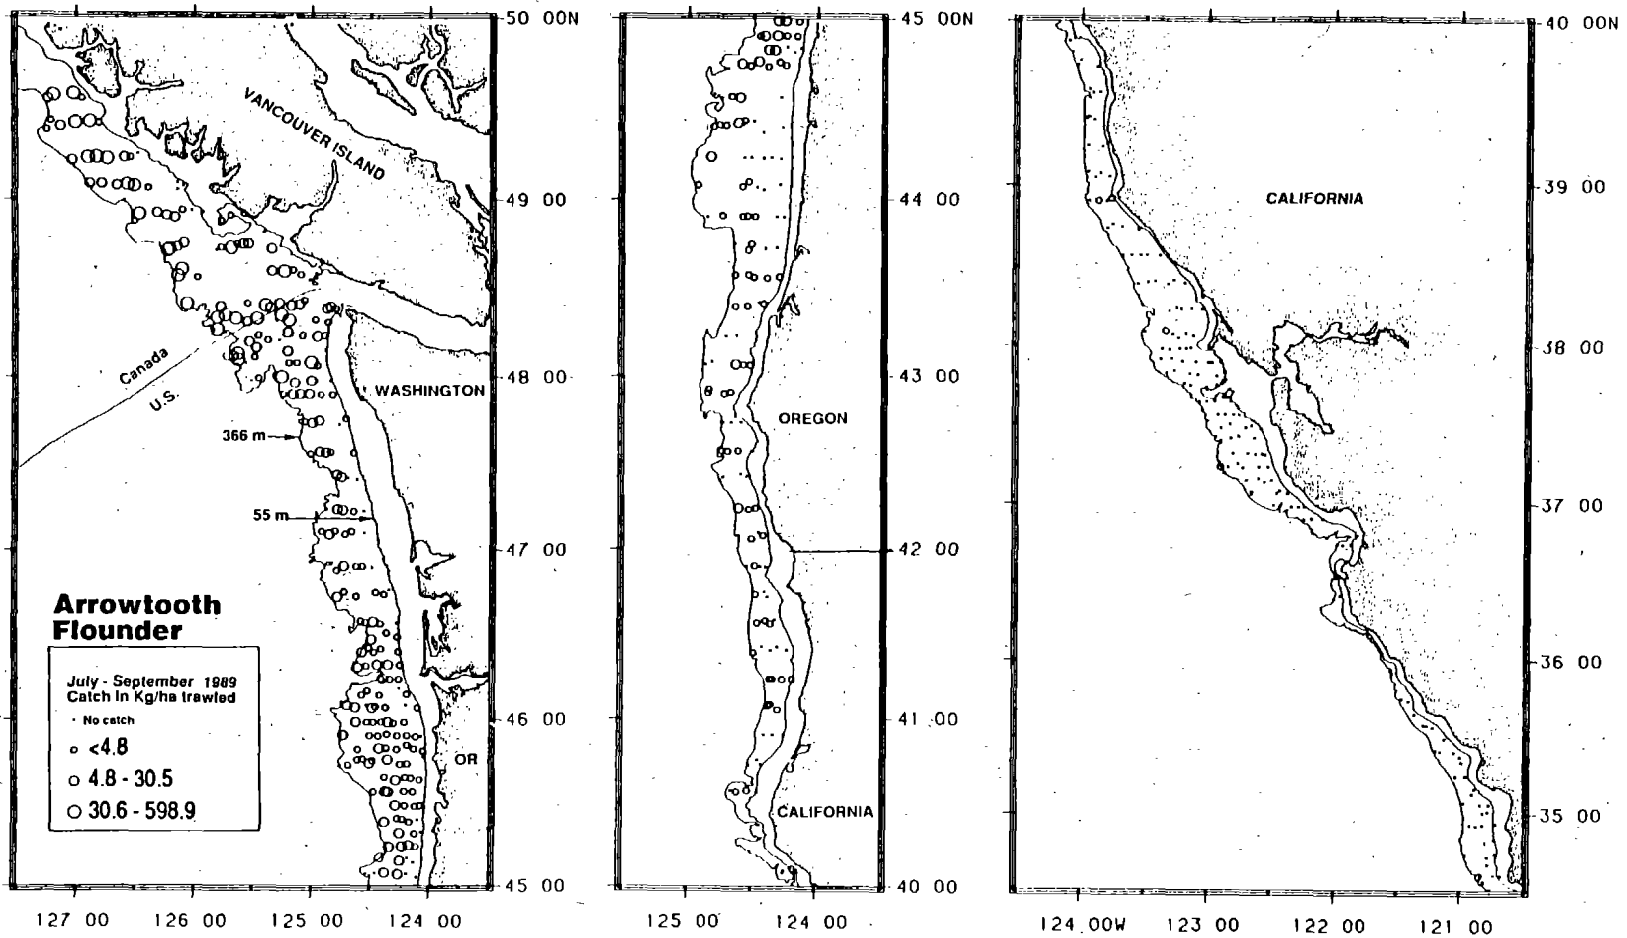 50 00N
VANCOUVER ISLAND
49 00
Canada
U.S.
48 00
WASHINGTON
366 m
55 m
47 00
Arrowtooth
Flounder
July - September 1989
Catch in Kg/ha trawled
No catch
<4.8
4.8 - 30.5
30.6 - 598.9
46 00
OR
45 00
127 00 126 00 125 00 124 00
45 00N
44 00
43 00
OREGON
42 00
41 00
CALIFORNIA
40 00
125 00 124 00
40 00N
39 00
CALIFORNIA
38 00
37 00
36 00
35 00
124 00W 123 00 122 00 121 00